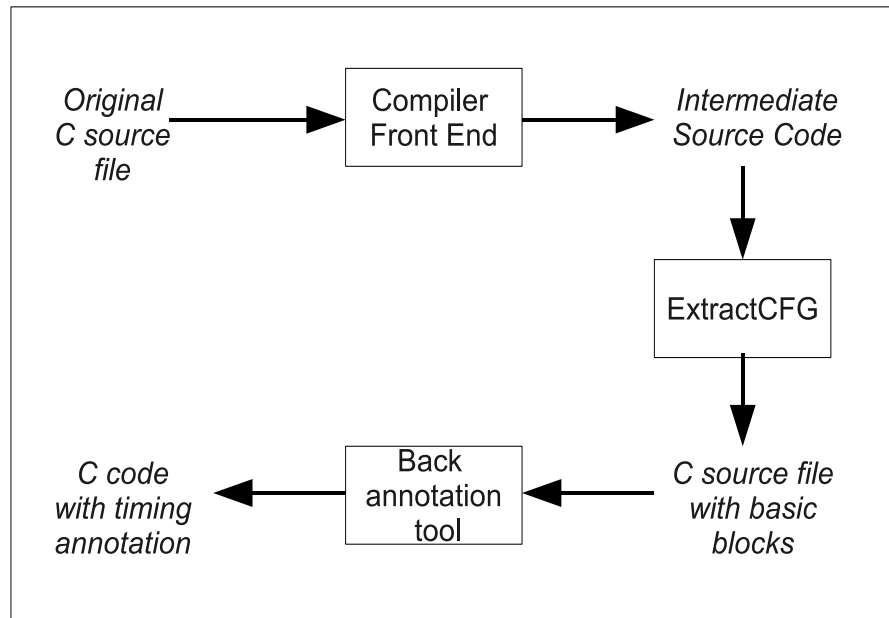 Original
C source
file
Compiler
Front End
Intermediate
Source Code
ExtractCFG
C source file
with basic
blocks
Back
annotation
tool
C code
with timing
annotation